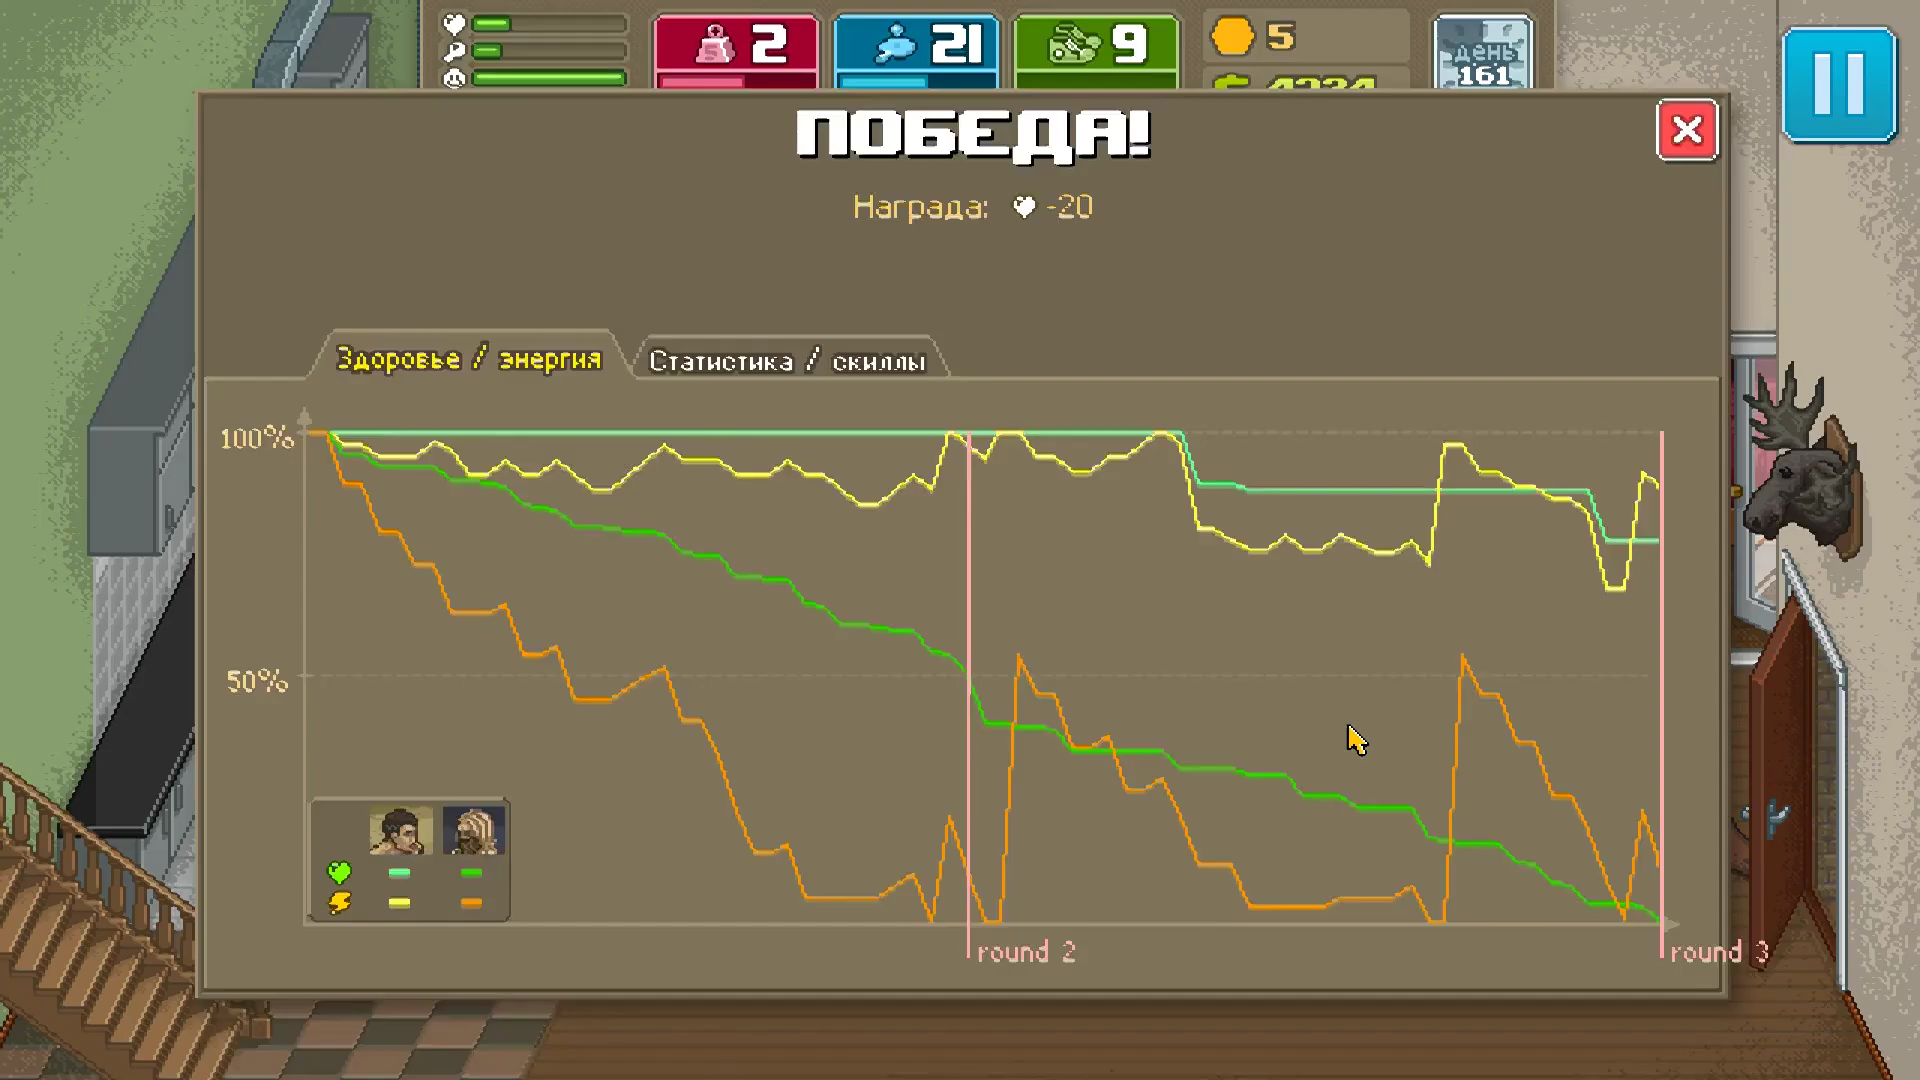 2
21
9
5
4234
день
161
ПОБЕДА!
Награда: -20
Здоровье / энергия
Статистика / скиллы
100%
50%
round 2
round 3